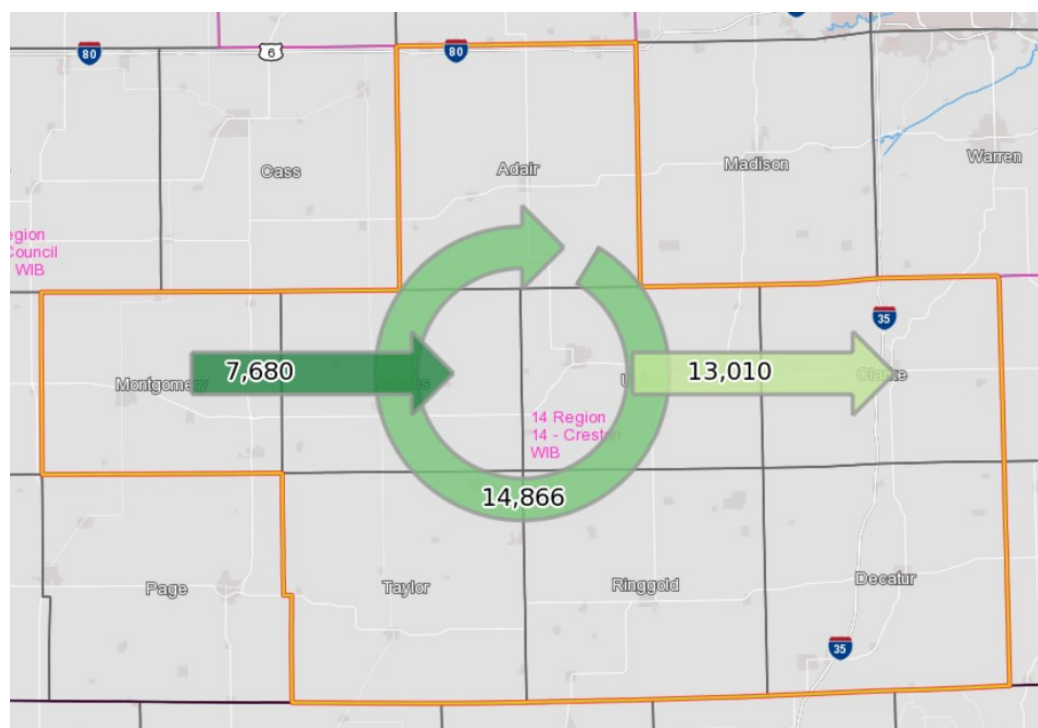 80
6
80
Cass
Adair
Madison
Warren
egion
Council
WIB
35
7,680
13,010
Montgomery
Clarke
14 Region
14 - Creston
WIB
14,866
Page
Taylor
Ringgold
Decatur
35